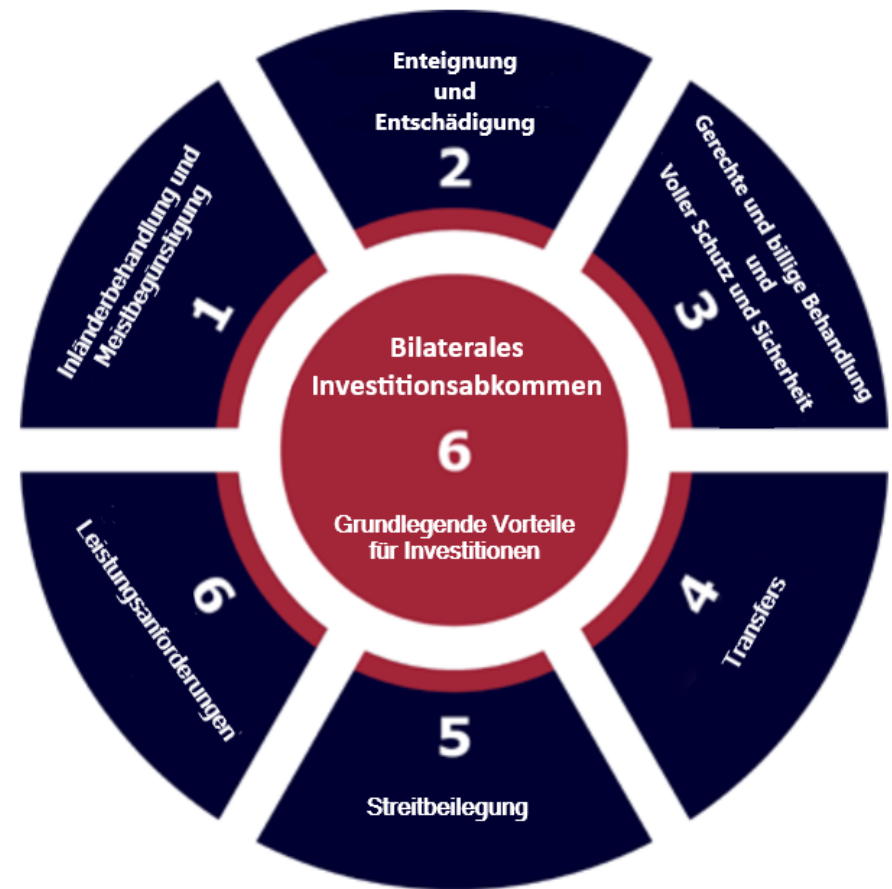 Bilaterales
Investitionsabkommen
6
Grundlegende Vorteile
für Investitionen
Inländerbehandlung und
Meistbegünstigung
1
Enteignung
und
Entschädigung
2
Gerechte und billige Behandlung
und
Voller Schutz und Sicherheit
3
4
Transfers
5
Streitbeilegung
6
Leistungsanforderungen